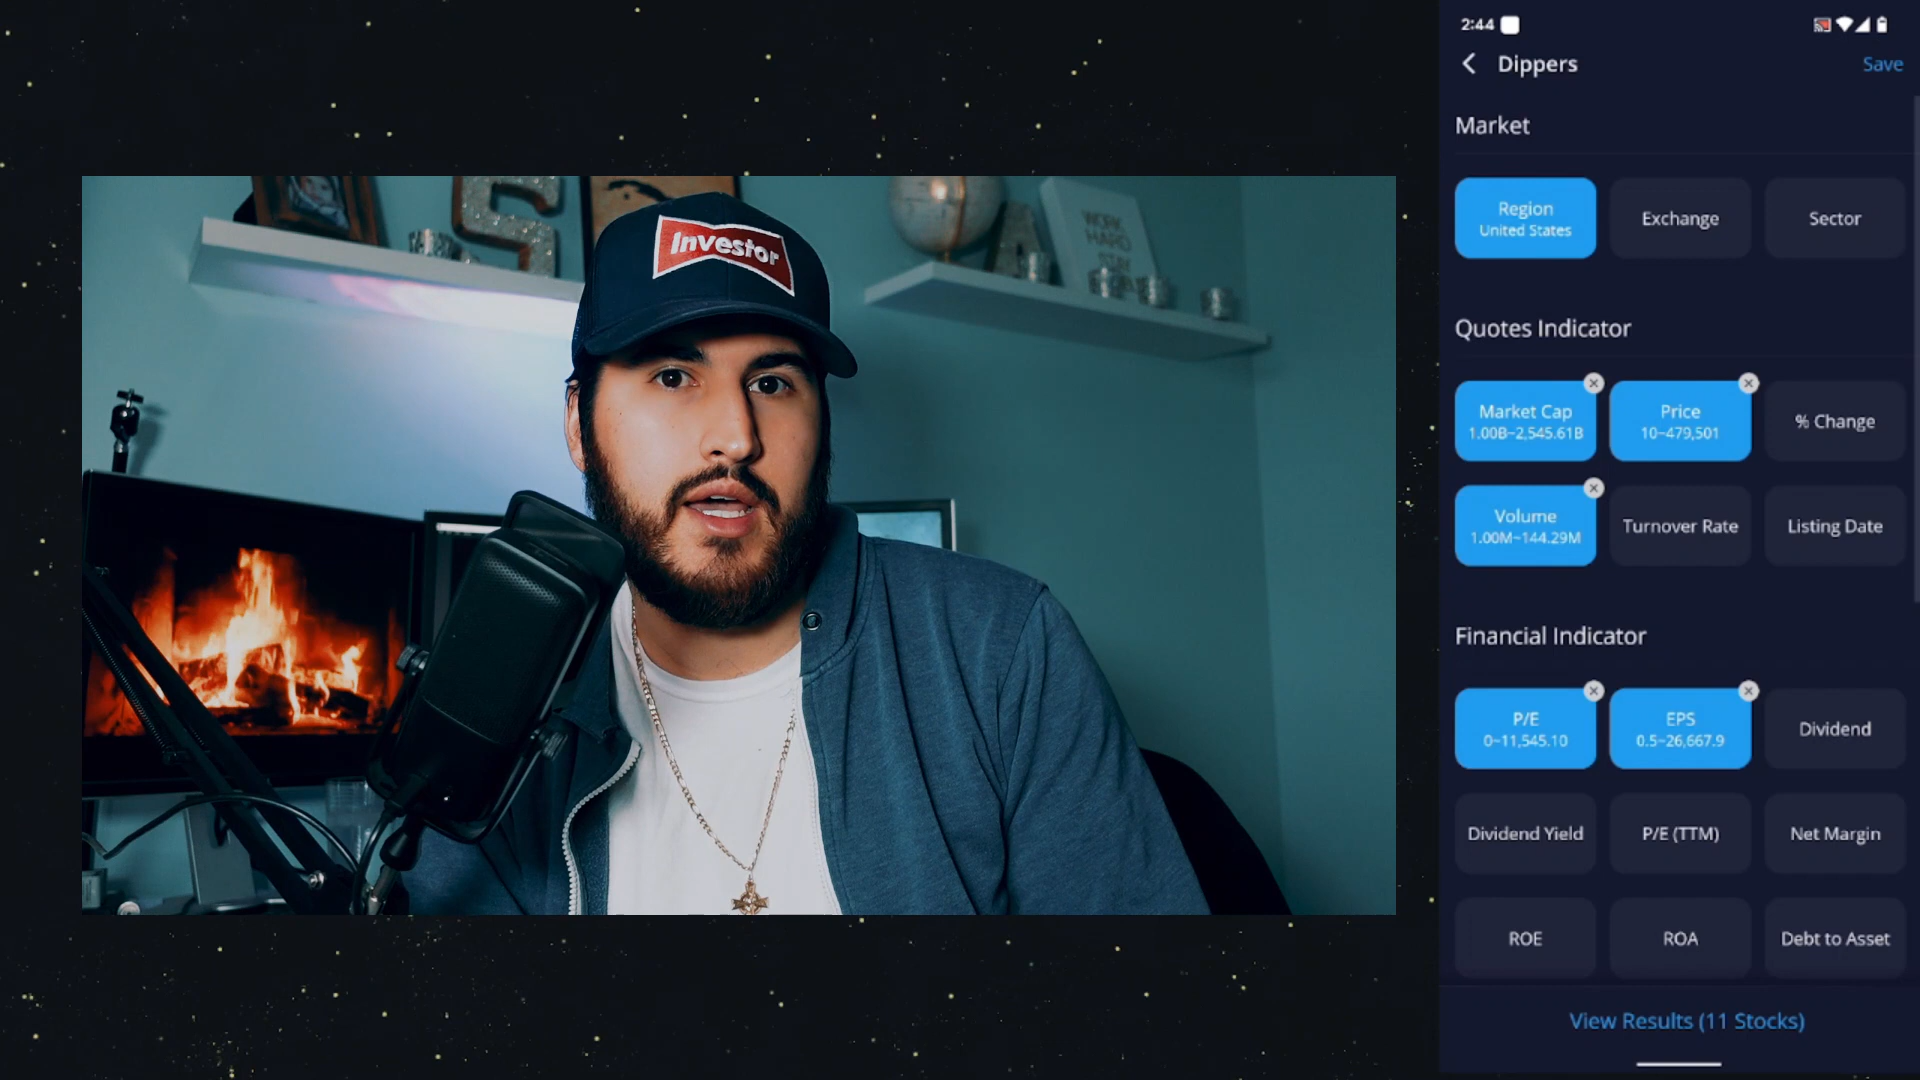 Investor
WORK
HARD
STAY
2:44
Dippers
Save
Market
Region
United States
Exchange
Sector
Quotes Indicator
Market Cap
1.00B~2,545.61B
Price
10~479,501
% Change
Volume
1.00M~144.29M
Turnover Rate
Listing Date
Financial Indicator
P/E
0~11,545.10
EPS
0.5~26,667.9
Dividend
Dividend Yield
P/E (TTM)
Net Margin
ROE
ROA
Debt to Asset
View Results (11 Stocks)